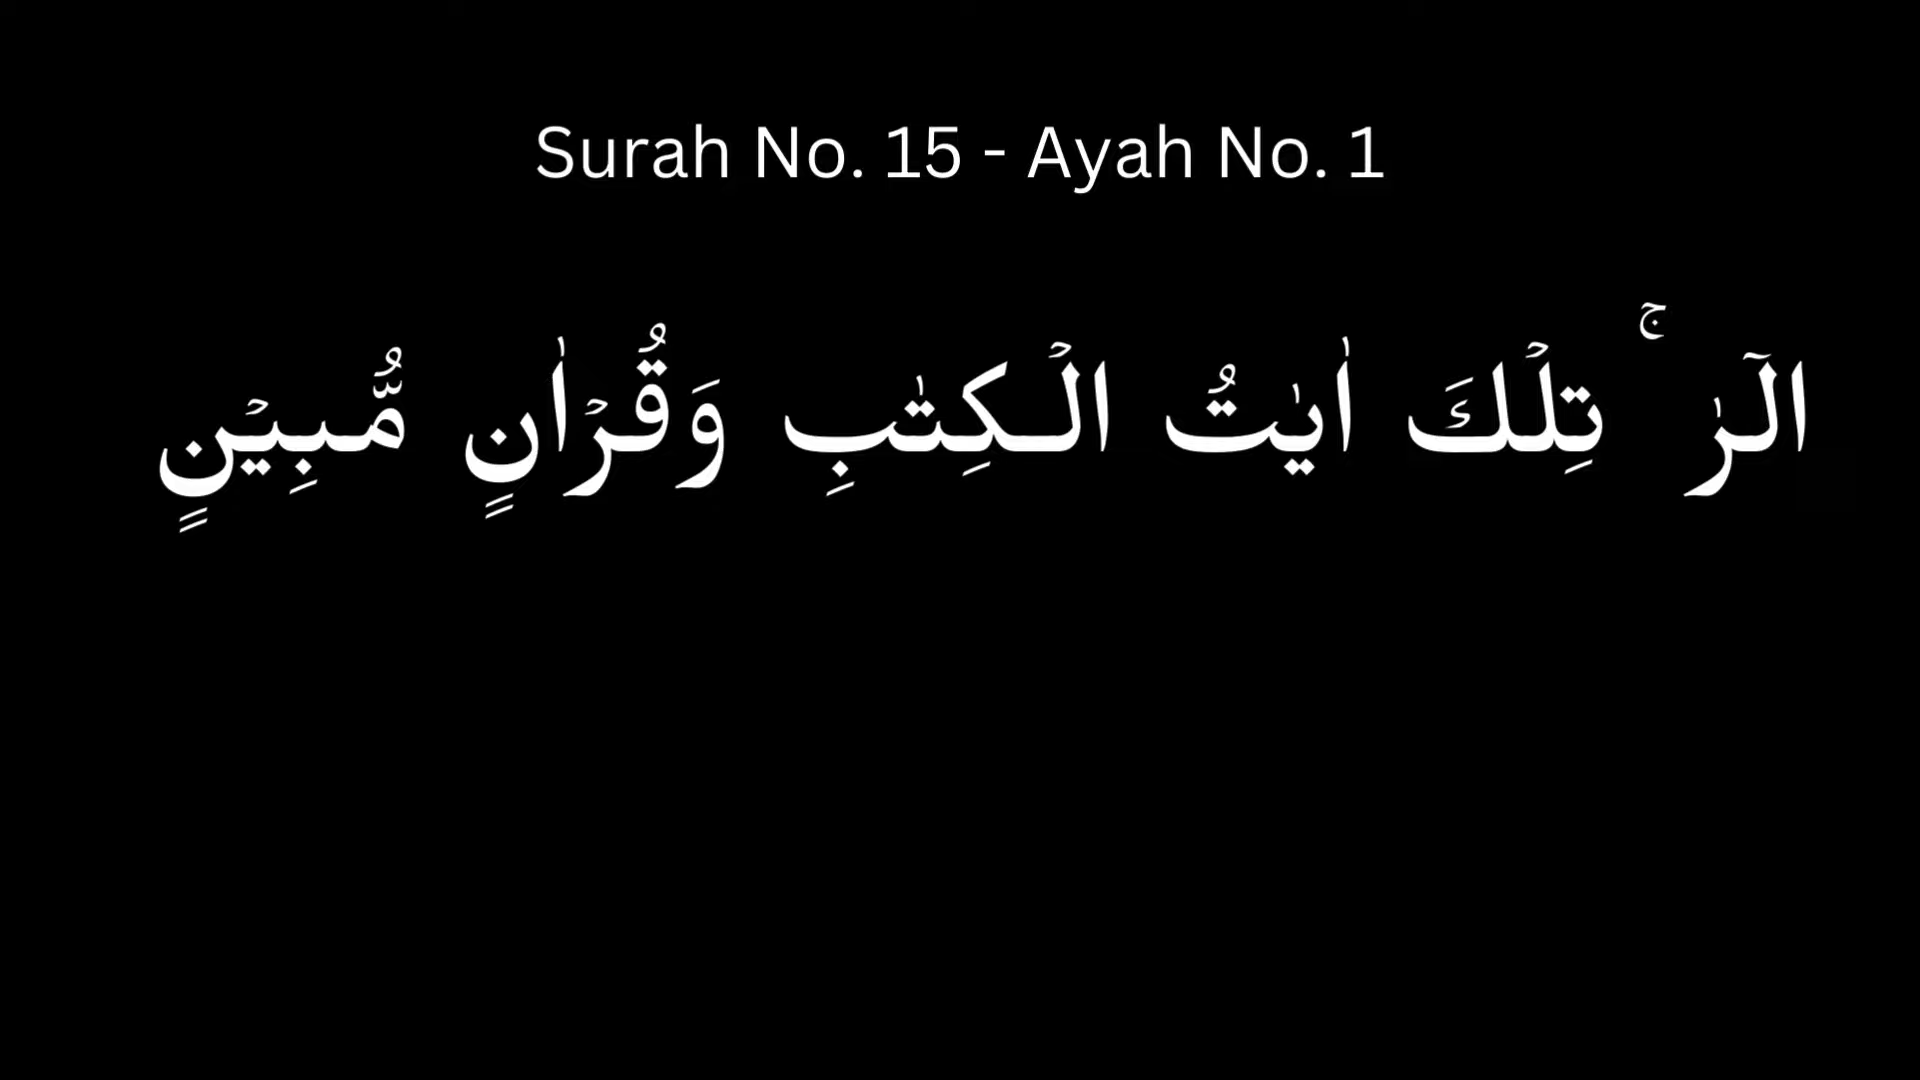 Surah No. 15 - Ayah No. 1
الٓرٰ ۚ تِلۡكَ اٰيٰتُ الۡـكِتٰبِ وَقُرۡاٰنٍ مُّبِيۡنٍ